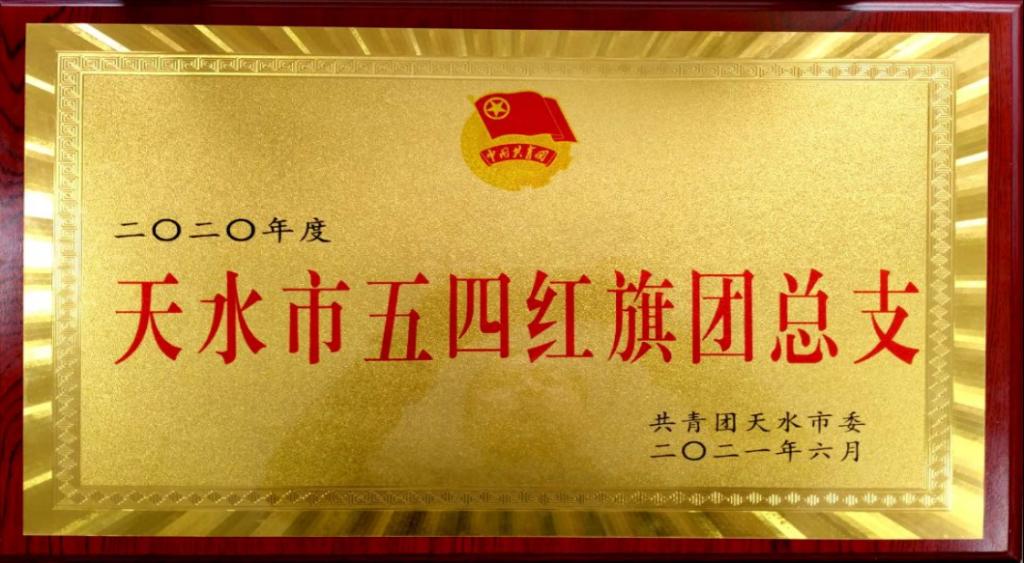 中国共青团
二〇二〇年度
天水市五四红旗团总支
共青团天水市委
二〇二一年六月